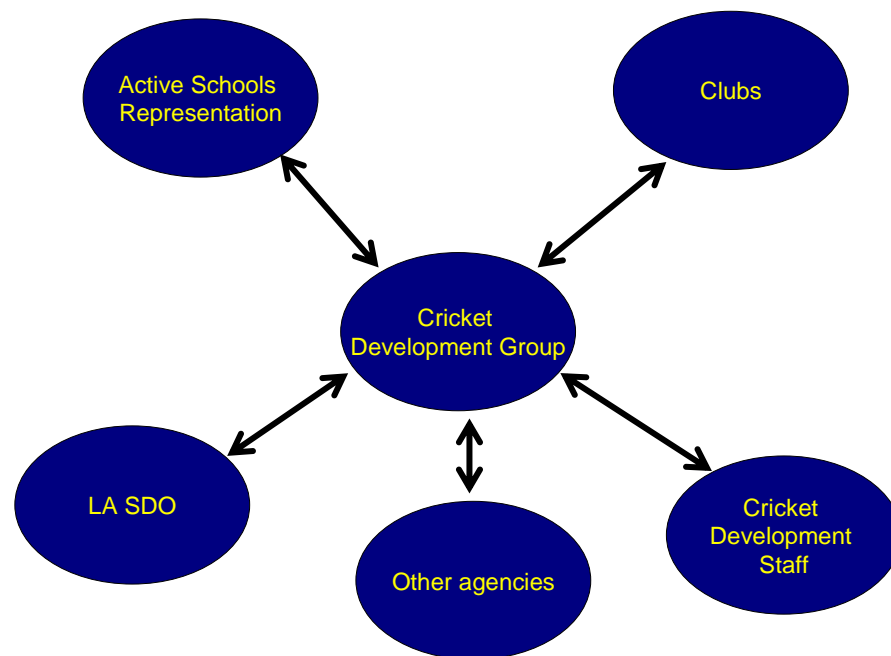 Active Schools
Representation
Clubs
Cricket
Development Group
LA SDO
Other agencies
Cricket
Development
Staff